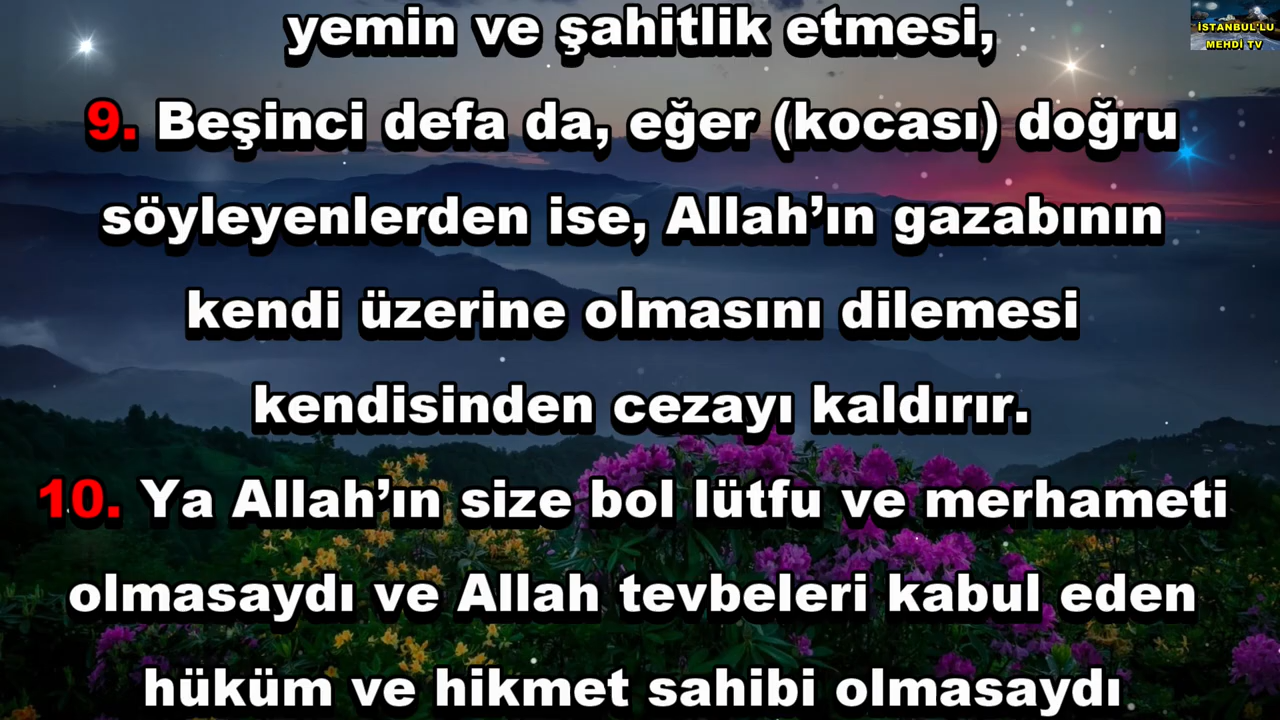 yemin ve şahitlik etmesi,
İSTANBUL'LU
MEHDİ TV
9. Beşinci defa da, eğer (kocası) doğru
söyleyenlerden ise, Allah’ın gazabının
kendi üzerine olmasını dilemesi
kendisinden cezayı kaldırır.
10. Ya Allah’ın size bol lütfu ve merhameti
olmasaydı ve Allah tevbeleri kabul eden
hüküm ve hikmet sahibi olmasaydı